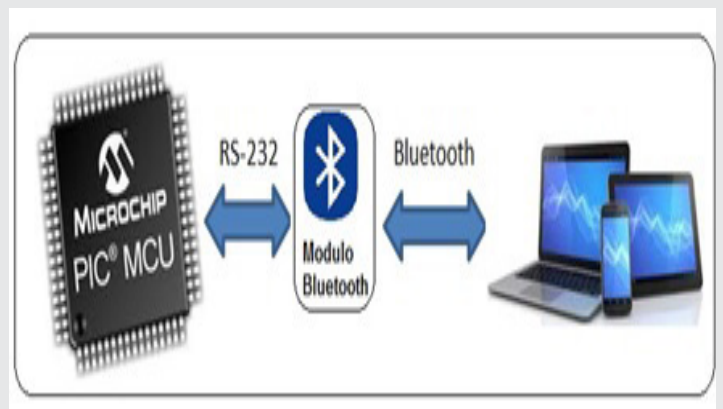 MICROCHIP
PIC® MCU
RS-232
Modulo
Bluetooth
Bluetooth